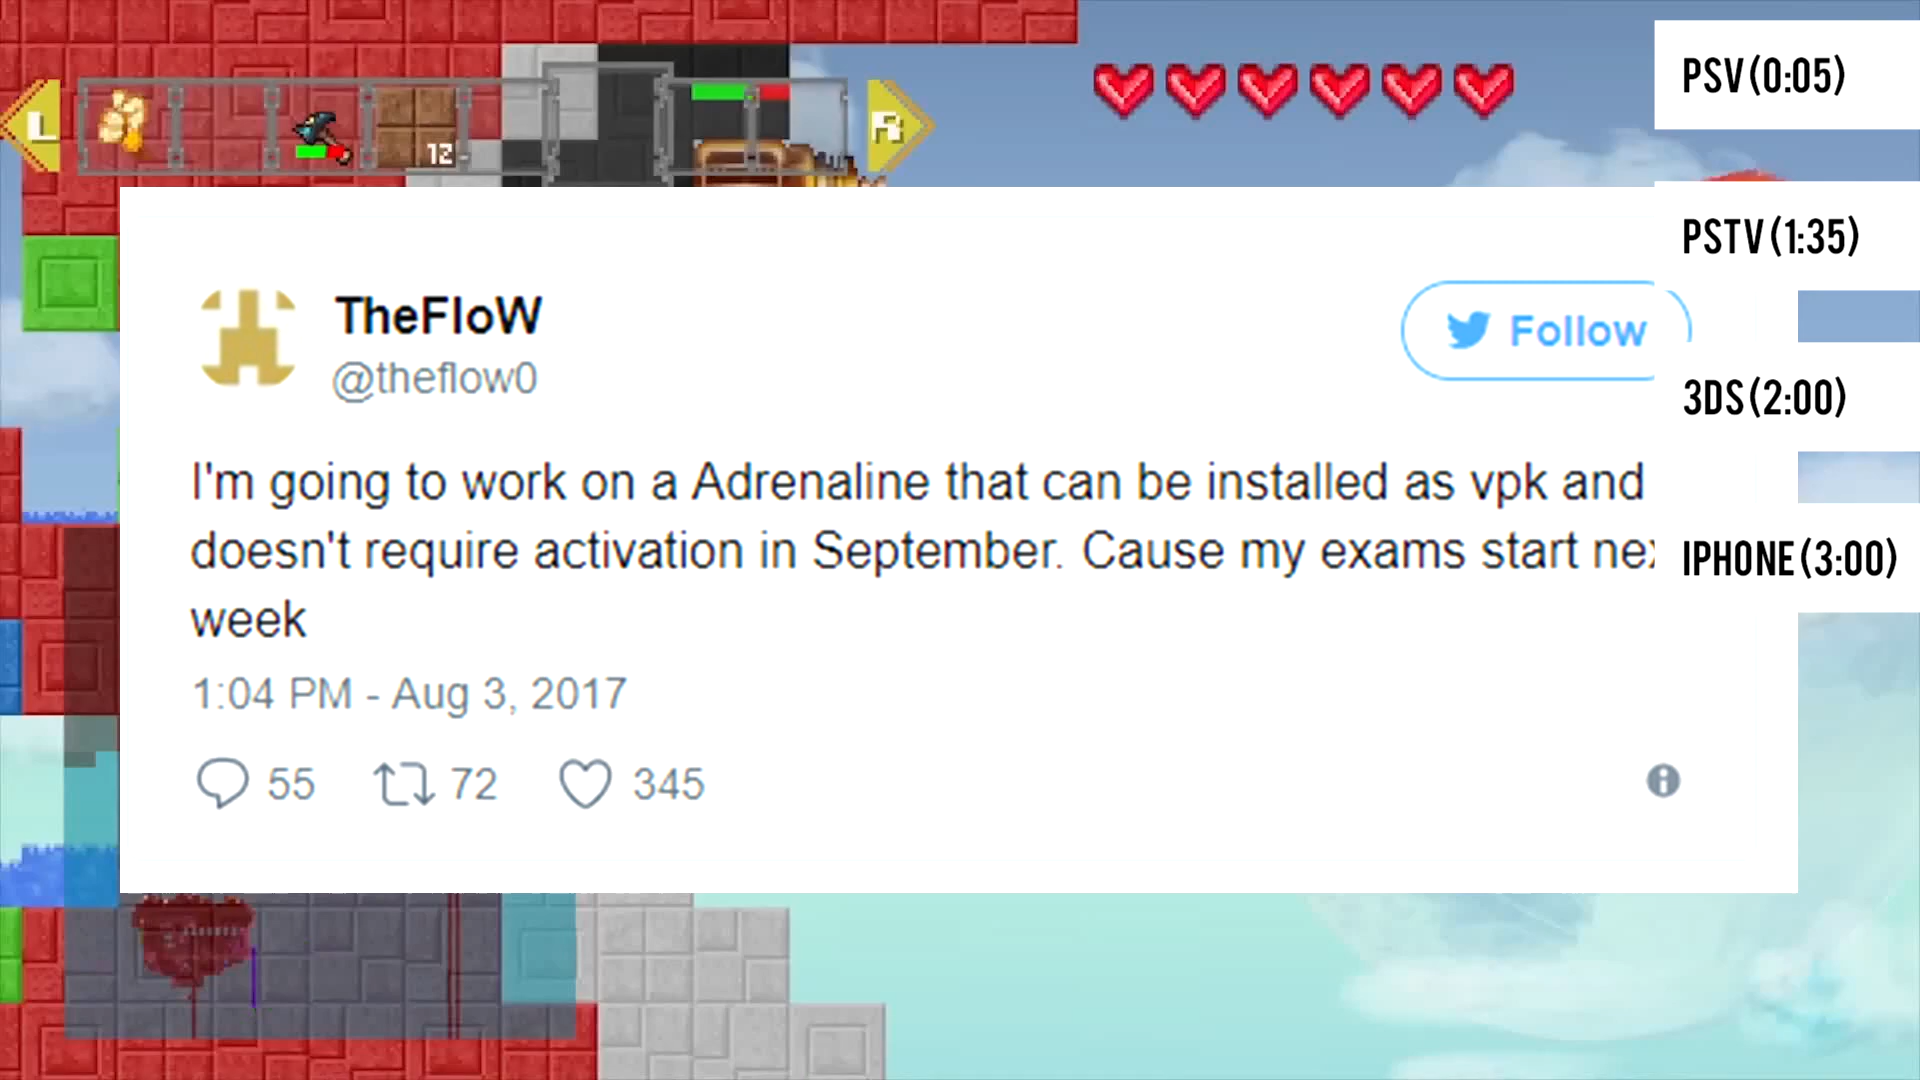 L
R
12
PSV (0:05)
PSTV (1:35)
3DS (2:00)
IPHONE (3:00)
TheFloW
@theflow0
Follow
I'm going to work on a Adrenaline that can be installed as vpk and
doesn't require activation in September. Cause my exams start
week
1:04 PM - Aug 3, 2017
55 72 345